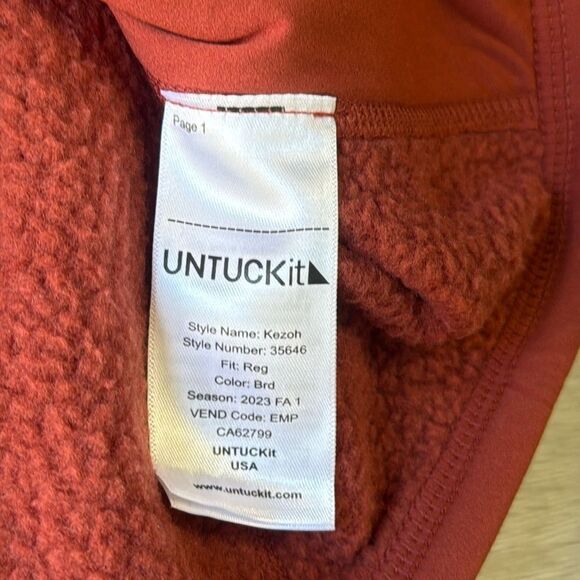 Page 1
UNTUCKit
Style Name: Kezoh
Style Number: 35646
Fit: Reg
Color: Brd
Season: 2023 FA 1
VEND Code: EMP
CA62799
UNTUCKit
USA
www.untuckit.com